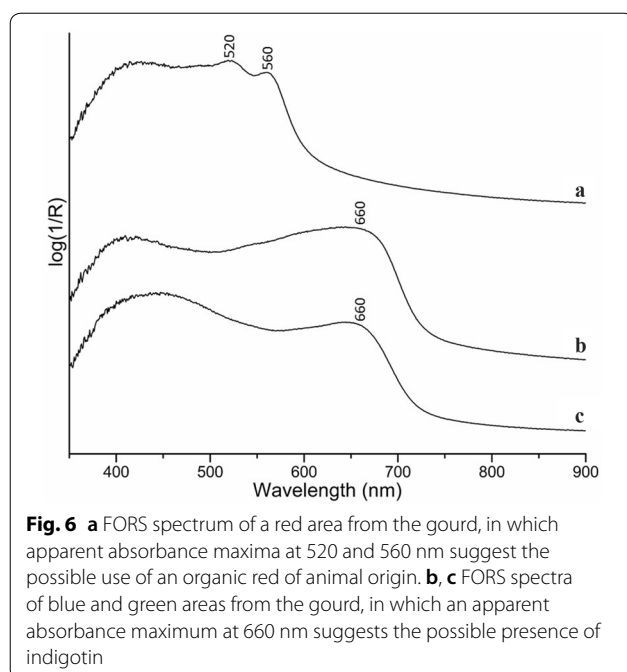 520
560
a
660
b
660
c
log(1/R)
400 500 600 700 800 900
Wavelength (nm)
Fig. 6 a FORS spectrum of a red area from the gourd, in which
apparent absorbance maxima at 520 and 560 nm suggest the
possible use of an organic red of animal origin. b, c FORS spectra
of blue and green areas from the gourd, in which an apparent
absorbance maximum at 660 nm suggests the possible presence of
indigotin